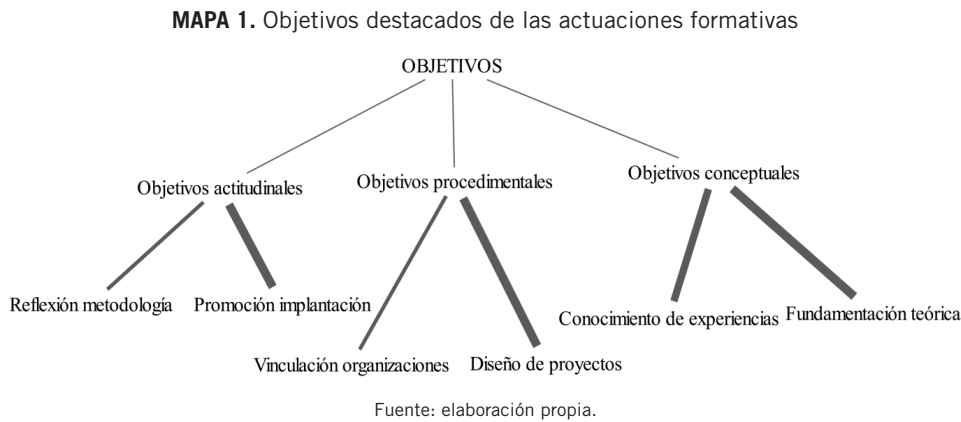 MAPA 1. Objetivos destacados de las actuaciones formativas
OBJETIVOS
Objetivos actitudinales
Objetivos procedimentales
Objetivos conceptuales
Reflexión metodología
Promoción implantación
Vinculación organizaciones
Diseño de proyectos
Conocimiento de experiencias
Fundamentación teórica
Fuente: elaboración propia.